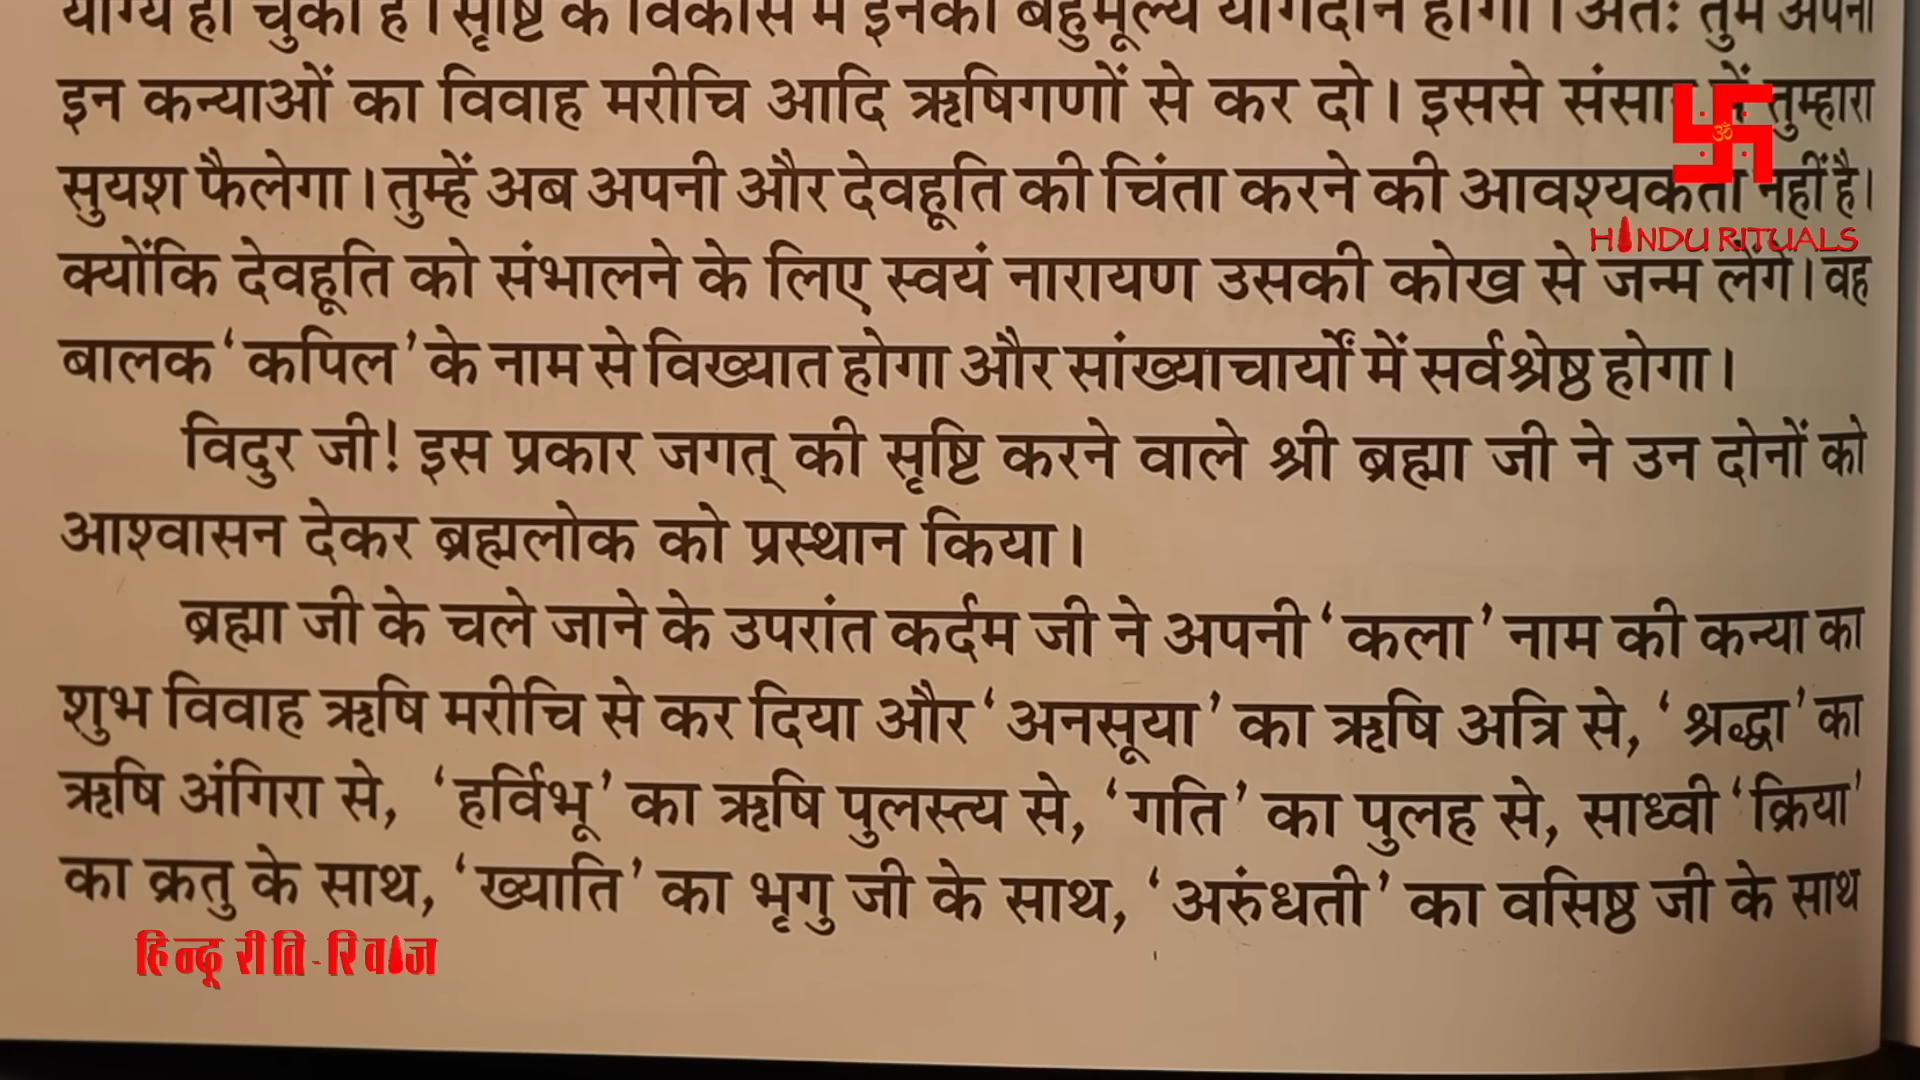 योग्य हो चुकी हैं। सृष्टि के विकास में इनका बहुमूल्य योगदान होगा। अतः तुम अपनी
इन कन्याओं का विवाह मरीचि आदि ऋषिगणों से कर दो। इससे संसार में तुम्हारा
सुयश फैलेगा। तुम्हें अब अपनी और देवहूति की चिंता करने की आवश्यकता नहीं है।
क्योंकि देवहूति को संभालने के लिए स्वयं नारायण उसकी कोख से जन्म लेंगे। वह
बालक ‘कपिल’ के नाम से विख्यात होगा और सांख्याचार्यों में सर्वश्रेष्ठ होगा।
विदुर जी! इस प्रकार जगत् की सृष्टि करने वाले श्री ब्रह्मा जी ने उन दोनों को
आश्वासन देकर ब्रह्मलोक को प्रस्थान किया।
ब्रह्मा जी के चले जाने के उपरांत कर्दम जी ने अपनी ‘कला’ नाम की कन्या का
शुभ विवाह ऋषि मरीचि से कर दिया और ‘अनसूया’ का ऋषि अत्रि से, ‘श्रद्धा’ का
ऋषि अंगिरा से, ‘हर्विभू’ का ऋषि पुलस्त्य से, ‘गति’ का पुलह से, साध्वी ‘क्रिया’
का क्रतु के साथ, ‘ख्याति’ का भृगु जी के साथ, ‘अरुंधती’ का वसिष्ठ जी के साथ
ॐ
HINDU RITUALS
हिन्दू रीति-रिवाज